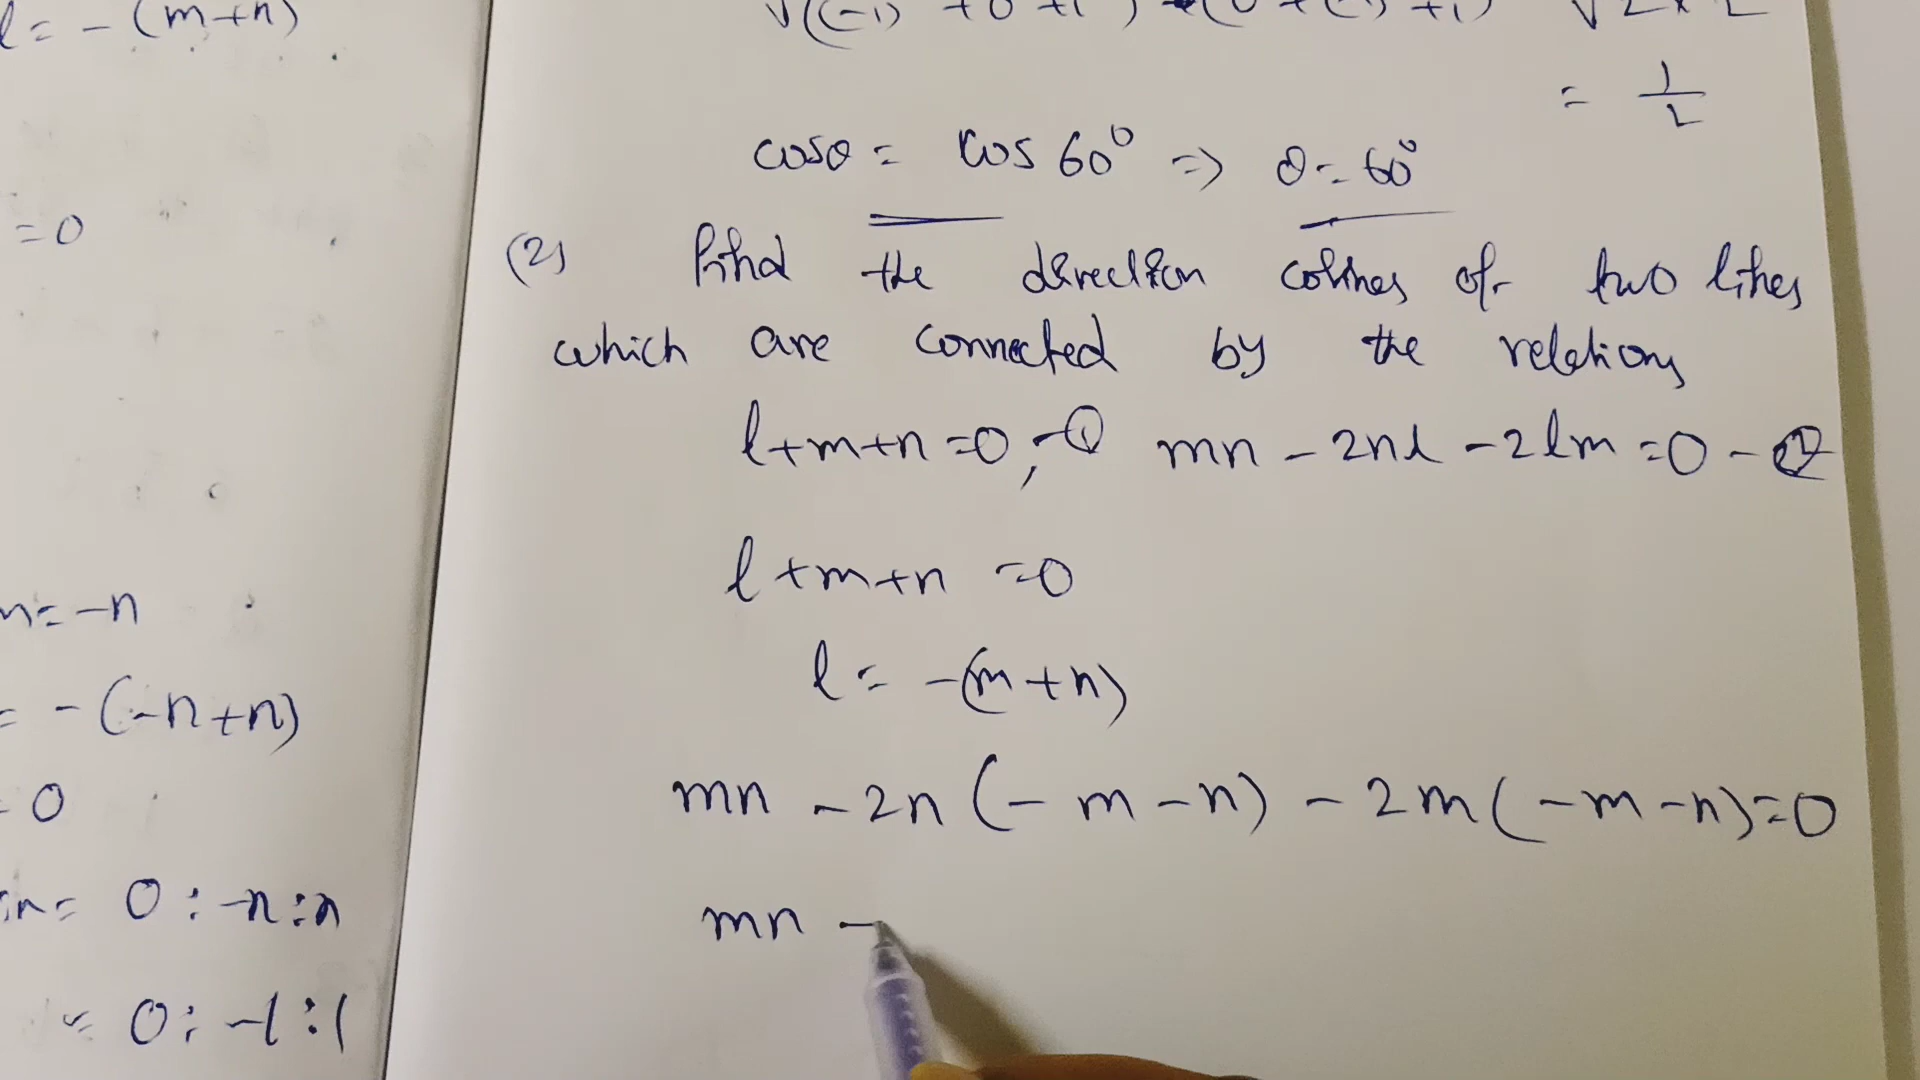 l = - (m+n)
= 0
= -n
= - (-n+n)
0
= 0 : -n : n
= 0 : -1 : 1
= 1/2
cosθ = cos 60° => θ = 60°
(2) Find the direction cosines of two lines
which are connected by the relations
l+m+n=0, -① mn - 2nl - 2lm = 0 - ②
l+m+n = 0
l = -(m+n)
mn - 2n (- m - n) - 2m (-m -n) = 0
mn -